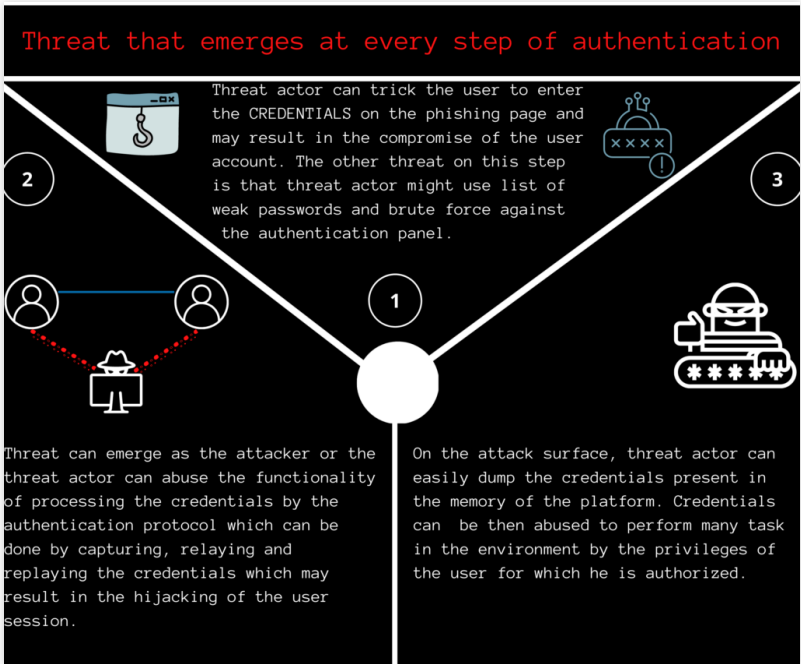 Threat that emerges at every step of authentication
Threat actor can trick the user to enter
the CREDENTIALS on the phishing page and
may result in the compromise of the user
account. The other threat on this step
is that threat actor might use list of
weak passwords and brute force against
the authentication panel.
1
2
Threat can emerge as the attacker or the
threat actor can abuse the functionality
of processing the credentials by the
authentication protocol which can be
done by capturing, relaying and
replaying the credentials which may
result in the hijacking of the user
session.
3
On the attack surface, threat actor can
easily dump the credentials present in
the memory of the platform. Credentials
can  be then abused to perform many task
in the environment by the privileges of
the user for which he is authorized.